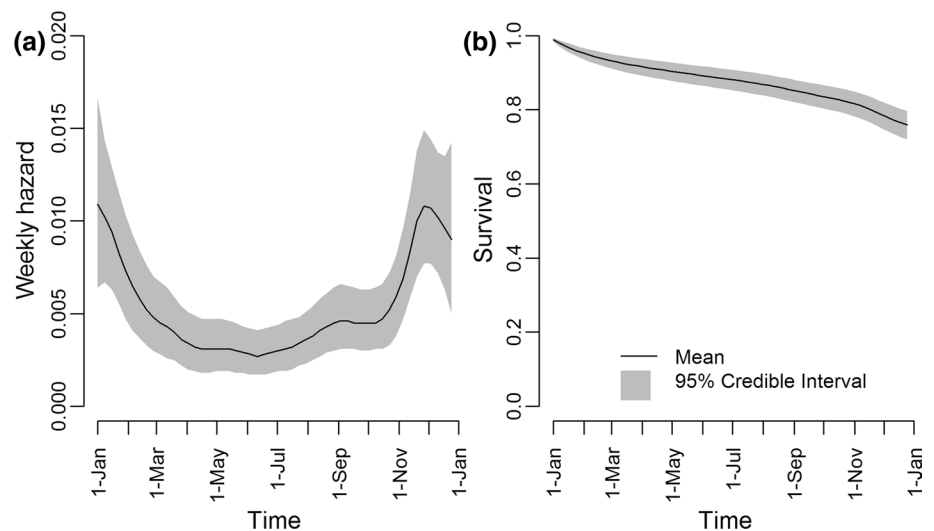 (a)
Weekly hazard
0.020
0.015
0.010
0.005
0.000
1-Jan
1-Mar
1-May
1-Jul
1-Sep
1-Nov
1-Jan
Time
(b)
Survival
1.0
0.8
0.6
0.4
0.2
0.0
Mean
95% Credible Interval
1-Jan
1-Mar
1-May
1-Jul
1-Sep
1-Nov
1-Jan
Time